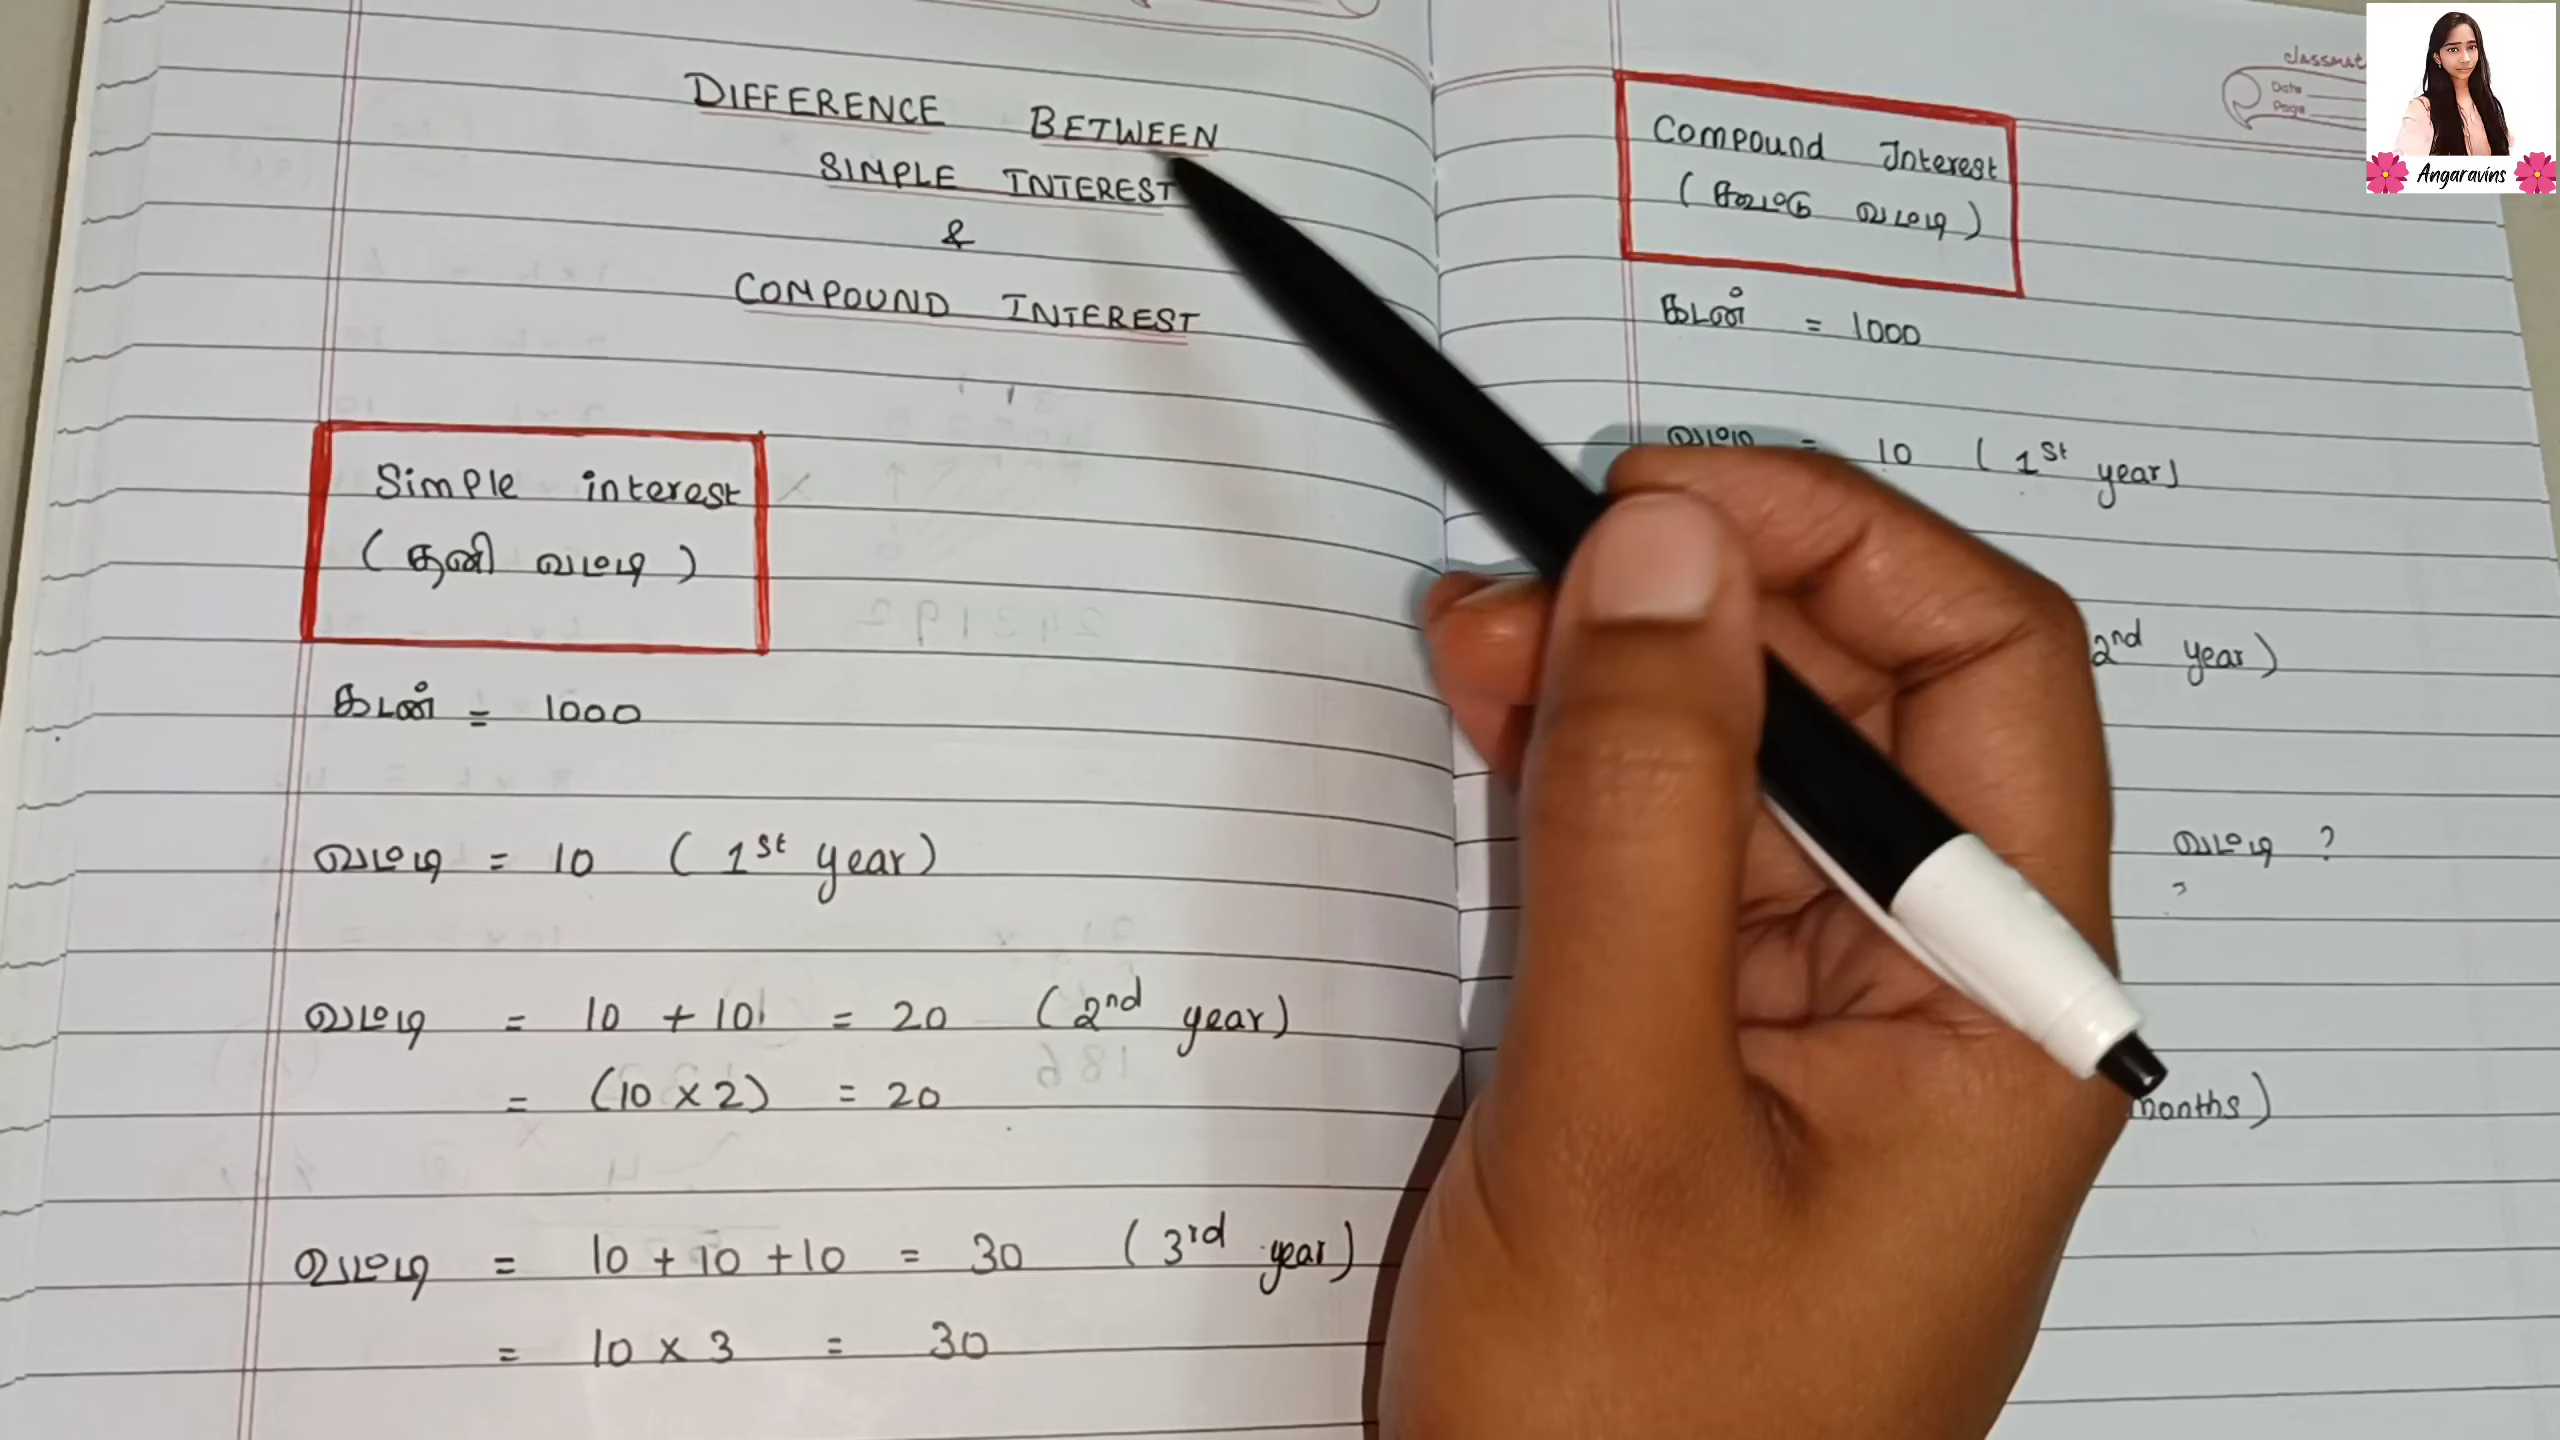 DIFFERENCE BETWEEN
SIMPLE INTEREST
&
COMPOUND INTEREST
Simple interest
(தனி வட்டி)
கடன் = 1000
வட்டி = 10 (1st year)
வட்டி = 10 + 10 = 20 (2nd year)
= (10 x 2) = 20
வட்டி = 10 + 10 + 10 = 30 (3rd year)
= 10 x 3 = 30
classmat
Date
Page
Compound Interest
(கூட்டு வட்டி)
கடன் = 1000
வட்டி = 10 (1st year)
2nd year)
வட்டி ?
months)
Angaravins